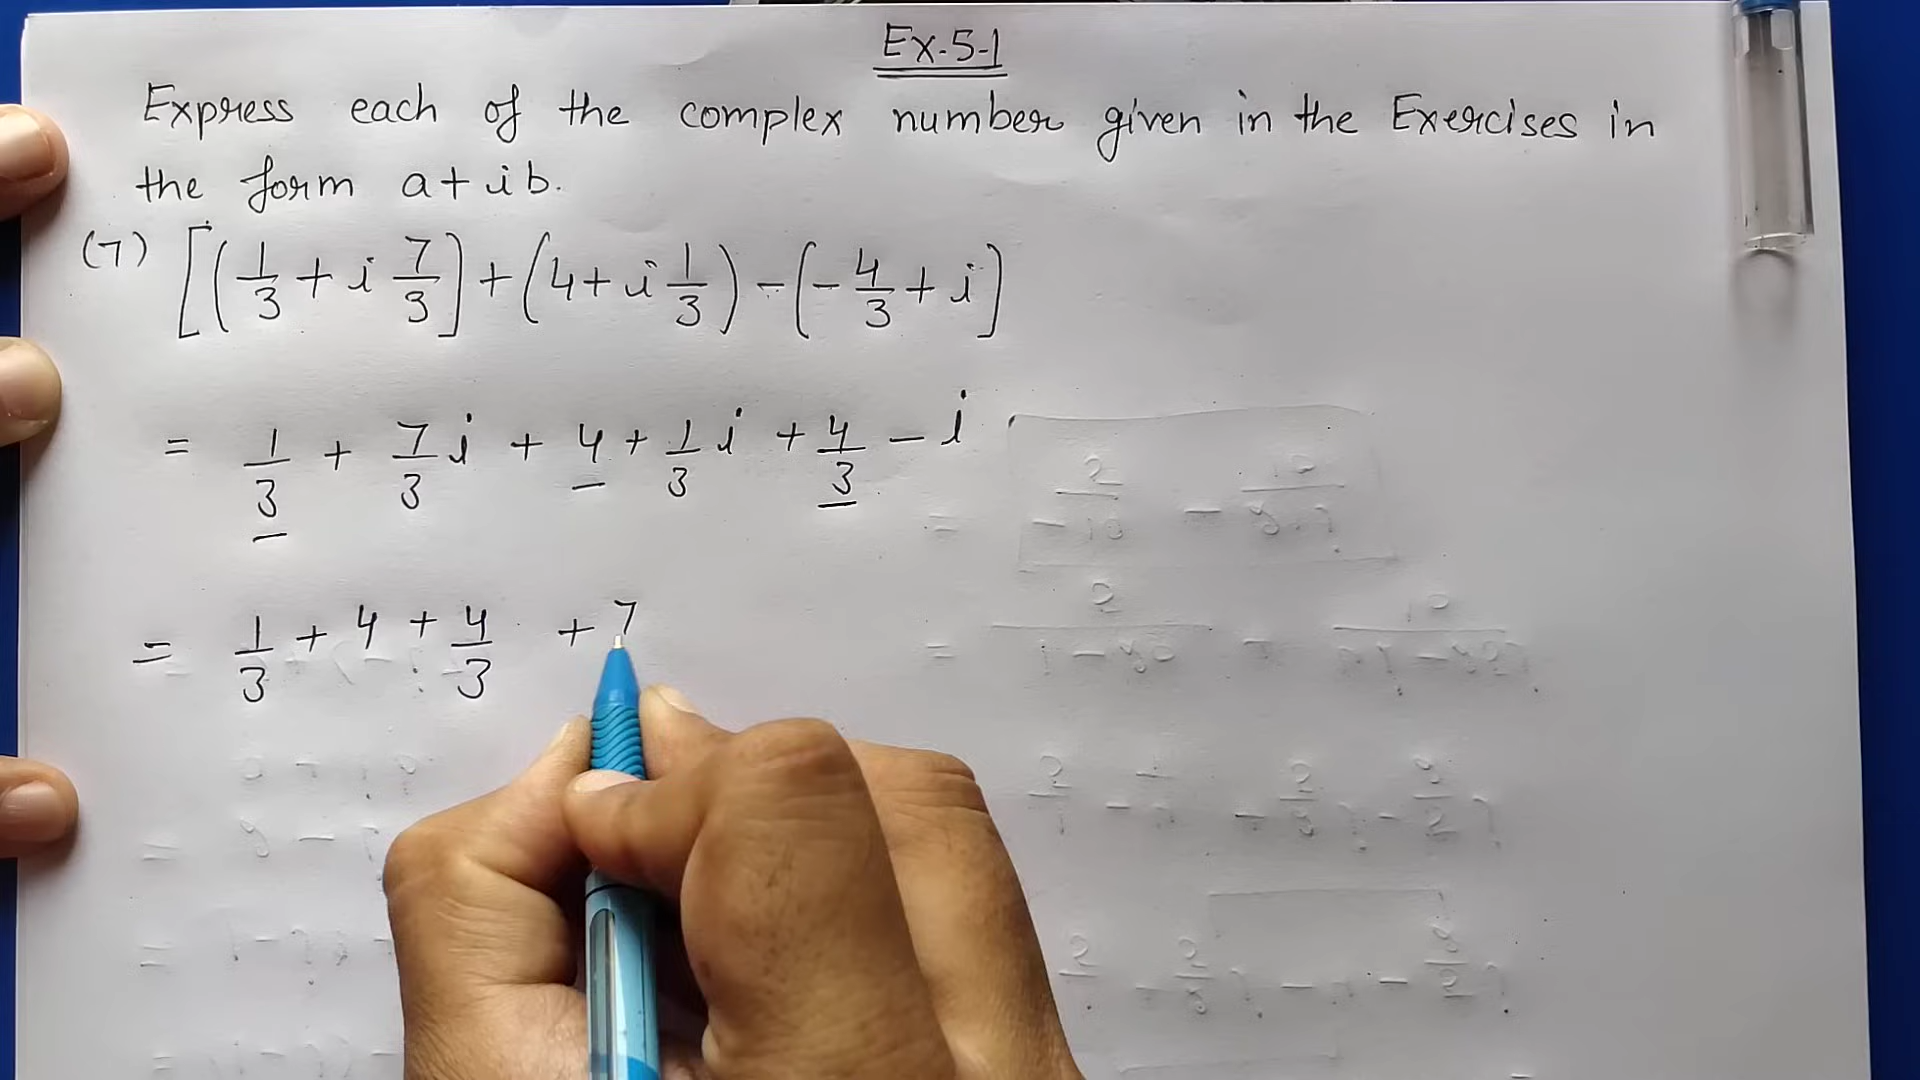 Ex-5-1
Express each of the complex number given in the Exercises in
the form a+ib.
(7) [(1/3 + i 7/3] + (4 + i 1/3) - (-4/3 + i]
= 1/3 + 7/3 i + 4 + 1/3 i + 4/3 - i
= 1/3 + 4 + 4/3 + 7